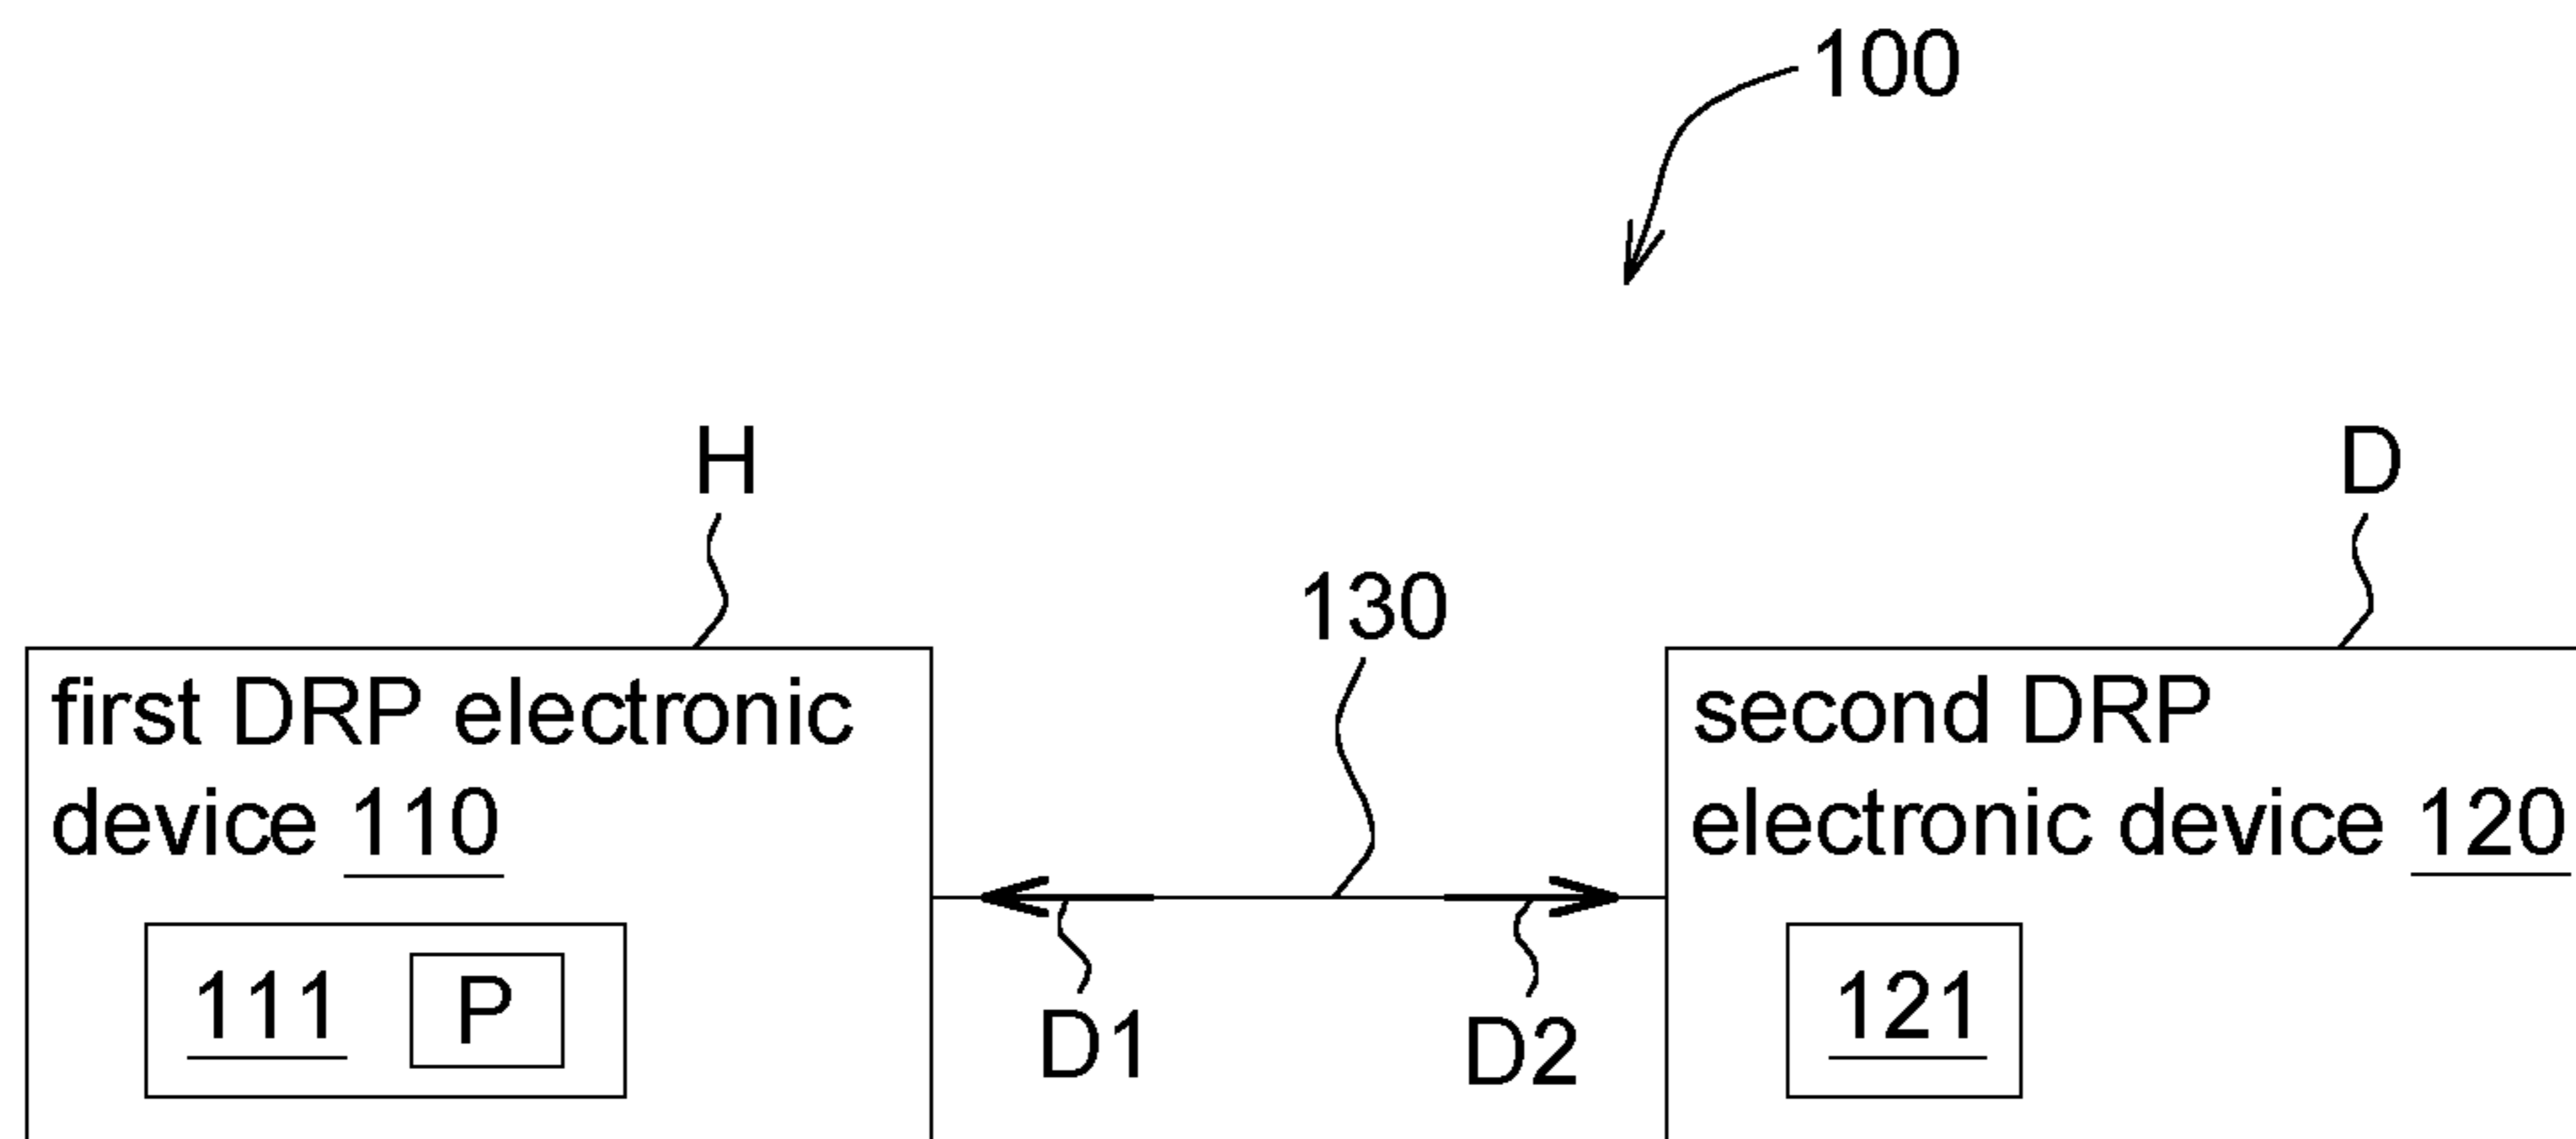 100
H
D
130
first DRP electronic
device 110
second DRP
electronic device 120
111
P
D1
D2
121